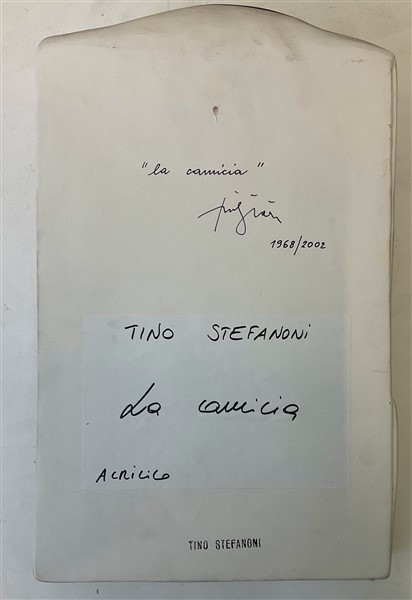 "la camicia"
1968/2002
TINO STEFANONI
La camicia
ACRILICO
TINO STEFANONI